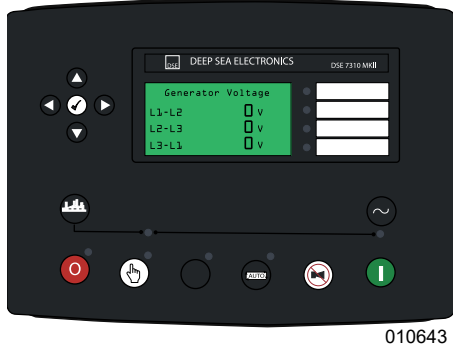 DSE DEEP SEA ELECTRONICS DSE 7310 MKII
Generator Voltage
L1-L2 0 V
L2-L3 0 V
L3-L1 0 V
O AUTO I
010643